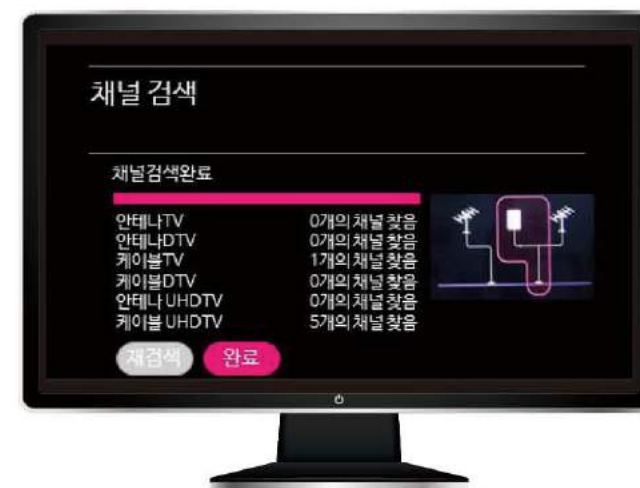 채널 검색
채널검색완료
안테나TV 0개의 채널 찾음
안테나DTV 0개의 채널 찾음
케이블TV 1개의 채널 찾음
케이블DTV 0개의 채널 찾음
안테나 UHDTV 0개의 채널 찾음
케이블 UHDTV 5개의 채널 찾음
재검색 완료